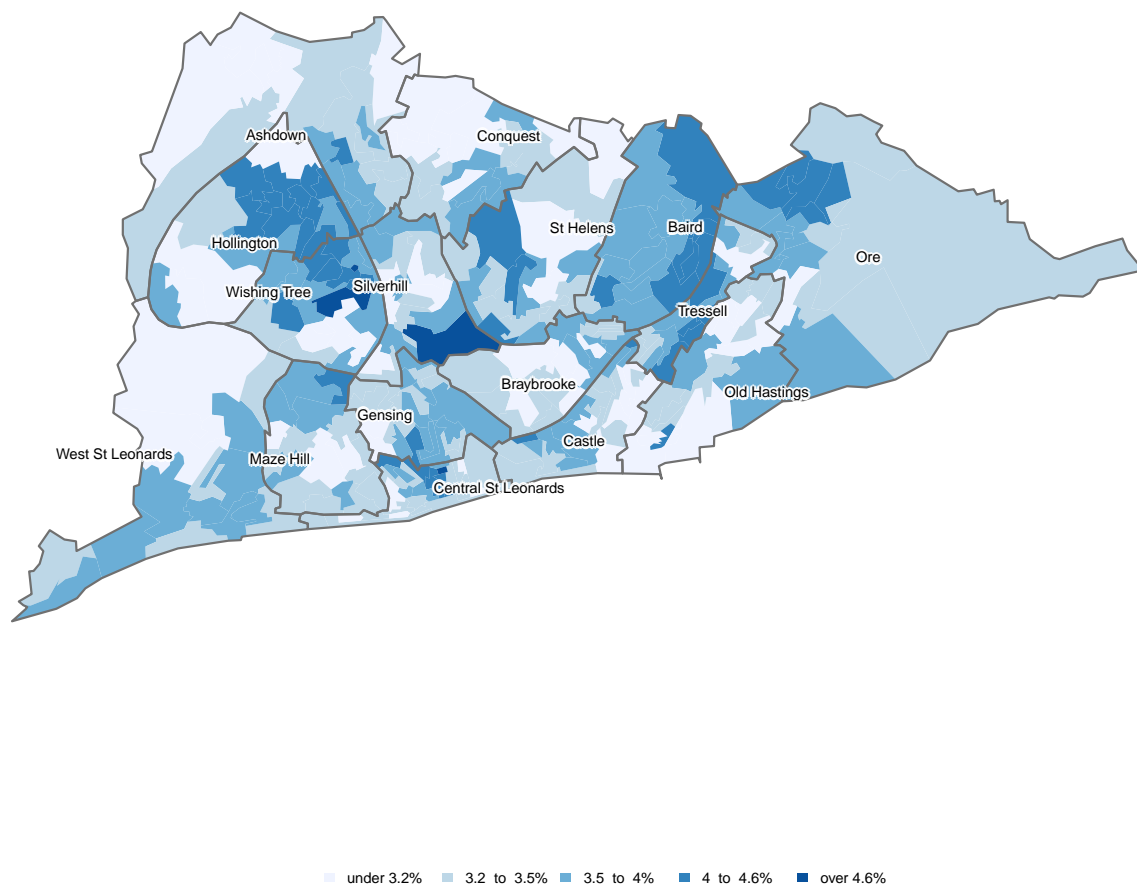 Ashdown
Conquest
St Helens
Baird
Hollington
Ore
Wishing Tree
Silverhill
Tressell
Braybrooke
Old Hastings
Gensing
Castle
West St Leonards
Maze Hill
Central St Leonards
under 3.2%
3.2 to 3.5%
3.5 to 4%
4 to 4.6%
over 4.6%